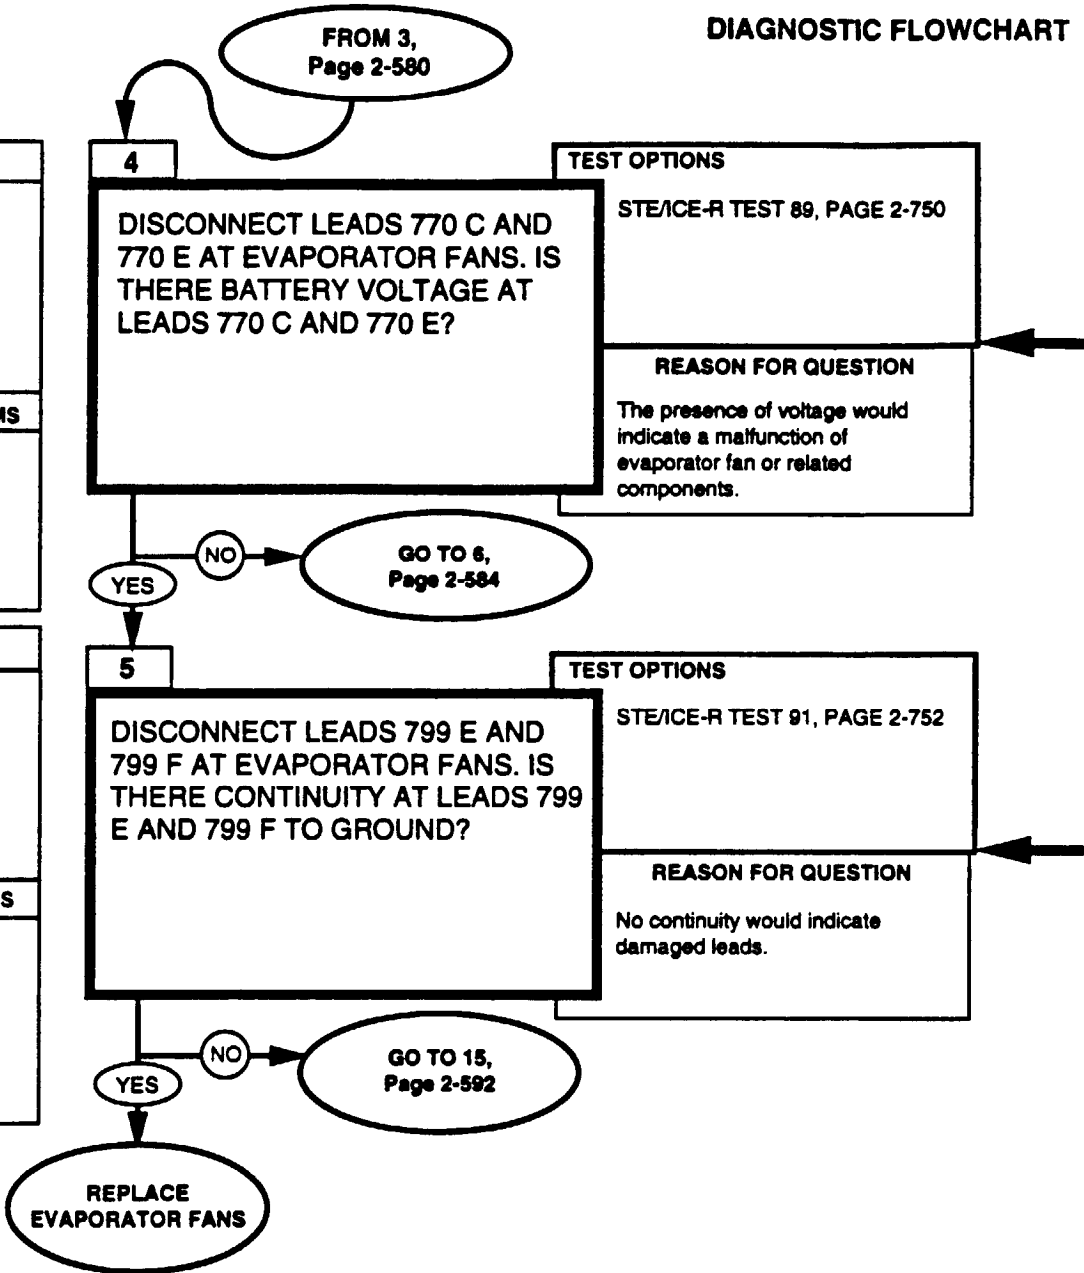 DIAGNOSTIC FLOWCHART
FROM 3,
Page 2-580
4
DISCONNECT LEADS 770 C AND
770 E AT EVAPORATOR FANS. IS
THERE BATTERY VOLTAGE AT
LEADS 770 C AND 770 E?
TEST OPTIONS
STE/ICE-R TEST 89, PAGE 2-750
REASON FOR QUESTION
The presence of voltage would
indicate a malfunction of
evaporator fan or related
components.
NO
GO TO 6,
Page 2-584
YES
5
DISCONNECT LEADS 799 E AND
799 F AT EVAPORATOR FANS. IS
THERE CONTINUITY AT LEADS 799
E AND 799 F TO GROUND?
TEST OPTIONS
STE/ICE-R TEST 91, PAGE 2-752
REASON FOR QUESTION
No continuity would indicate
damaged leads.
NO
GO TO 15,
Page 2-592
YES
REPLACE
EVAPORATOR FANS
MS
S